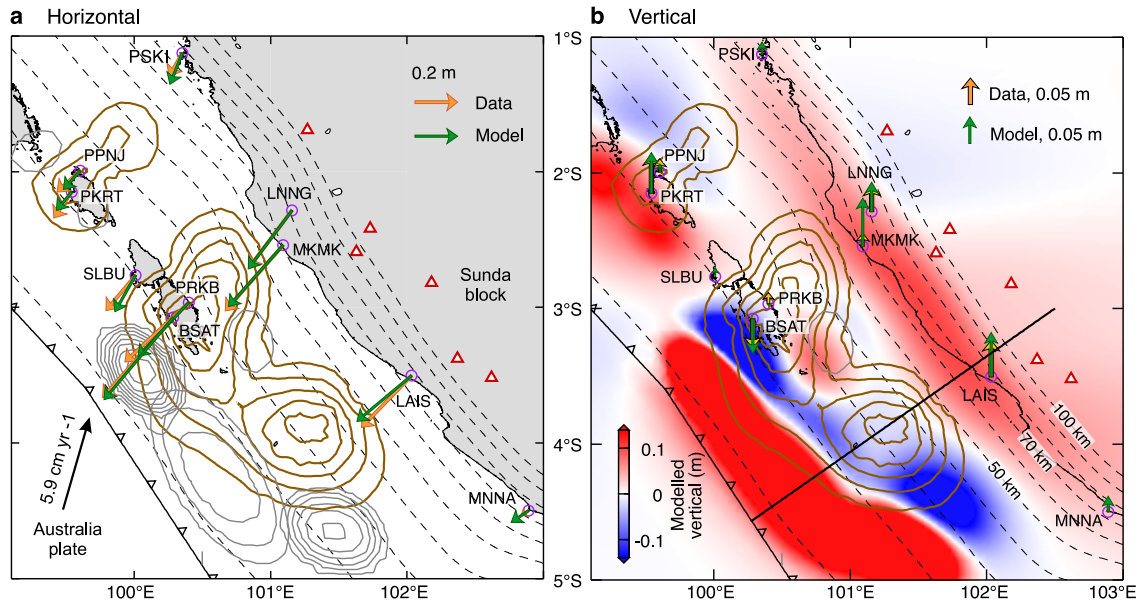 a Horizontal
b Vertical
PSKI
0.2 m
Data
Model
PPNJ
PKRT
LNNG
MKMK
SLBU
PRKB
BSAT
Sunda
block
LAIS
MNNA
5.9 cm yr -1
Australia
plate
100°E
101°E
102°E
1°S
2°S
3°S
4°S
5°S
PSKI
Data, 0.05 m
Model, 0.05 m
PPNJ
PKRT
LNNG
MKMK
SLBU
PRKB
BSAT
LAIS
100 km
70 km
50 km
MNNA
0.1
0
-0.1
Modelled
vertical (m)
100°E
101°E
102°E
103°E